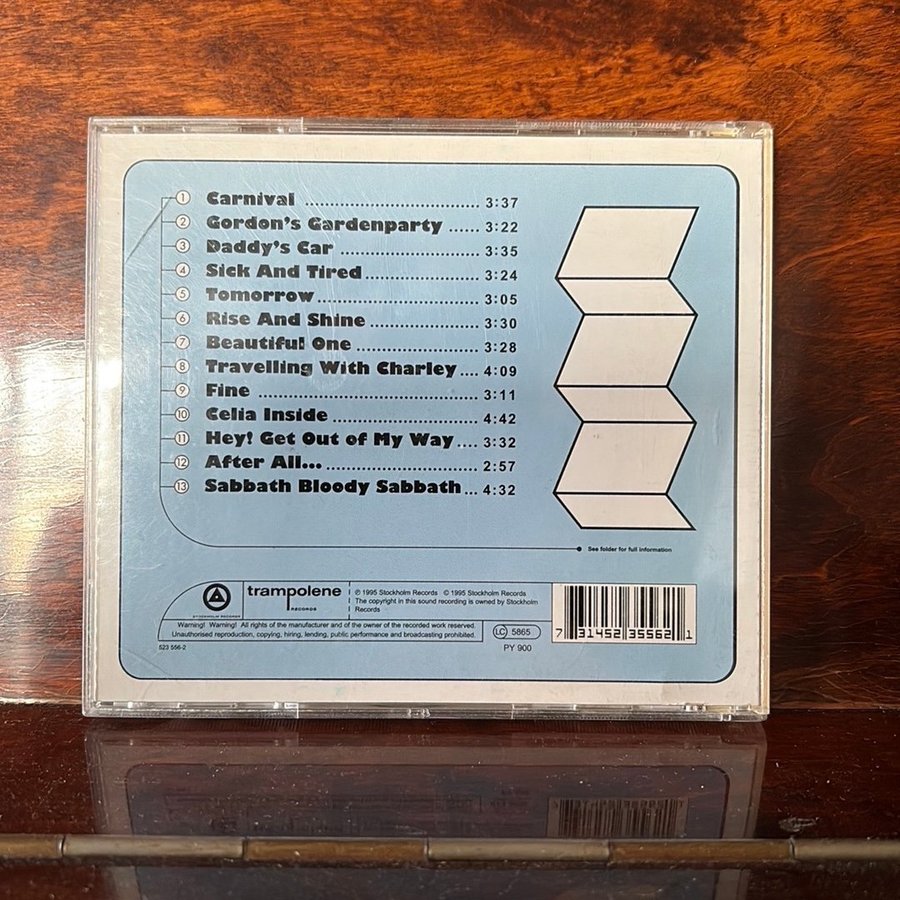 1 Carnival ........ 3:37
2 Gordon's Gardenparty ...... 3:22
3 Daddy's Car ........ 3:35
4 Sick And Tired ........ 3:24
5 Tomorrow ........ 3:05
6 Rise And Shine ........ 3:30
7 Beautiful One ........ 3:28
8 Travelling With Charley .... 4:09
9 Fine ........ 3:11
10 Celia Inside ........ 4:42
11 Hey! Get Out of My Way .... 3:32
12 After All... ........ 2:57
13 Sabbath Bloody Sabbath ... 4:32
See folder for full information
STOCKHOLM RECORDS
trampolene
RECORDS
℗ 1995 Stockholm Records © 1995 Stockholm Records
The copyright in this sound recording is owned by Stockholm
Records
Warning! Warning! All rights of the manufacturer and of the owner of the recorded work reserved.
Unauthorised reproduction, copying, hiring, lending, public performance and broadcasting prohibited.
LC 5865
523 556-2
PY 900
7 31452 35562 1